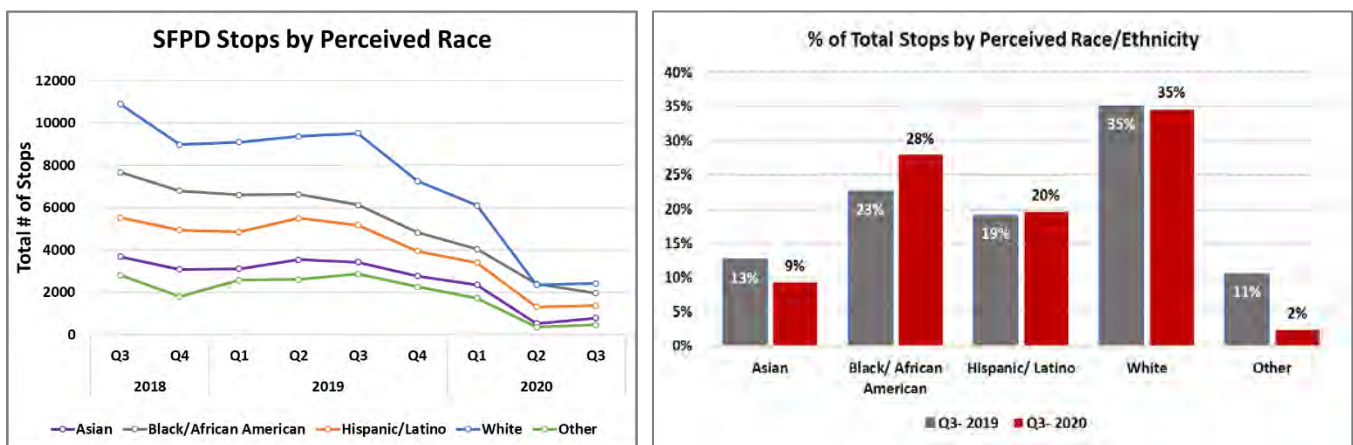 SFPD Stops by Perceived Race
Total # of Stops
12000
10000
8000
6000
4000
2000
0
Q3 Q4 Q1 Q2 Q3 Q4 Q1 Q2 Q3
2018 2019 2020
Asian Black/African American Hispanic/Latino White Other
% of Total Stops by Perceived Race/Ethnicity
40%
35%
30%
25%
20%
15%
10%
5%
0%
13% 9% 23% 28% 19% 20% 35% 35% 11% 2%
Asian Black/ African Hispanic/ Latino White Other
American
Q3- 2019 Q3- 2020